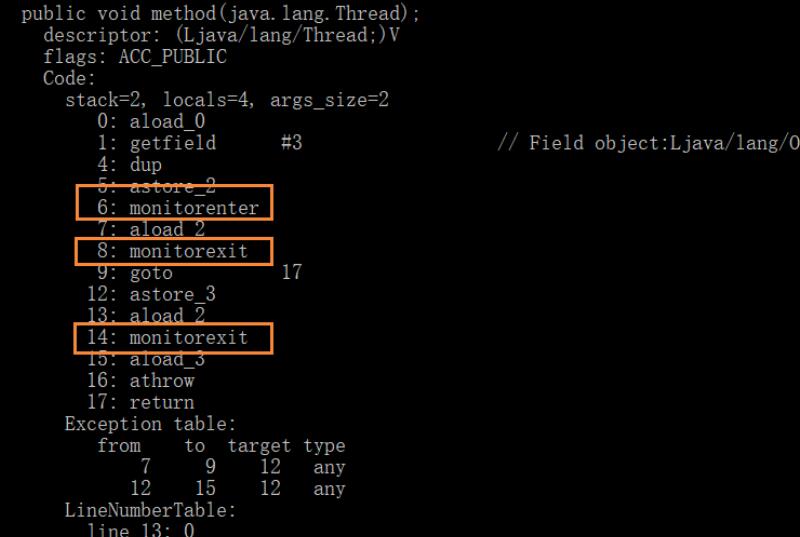 public void method(java.lang.Thread);
descriptor: (Ljava/lang/Thread;)V
flags: ACC_PUBLIC
Code:
stack=2, locals=4, args_size=2
0: aload_0
1: getfield #3 // Field object:Ljava/lang/O
4: dup
5: astore_2
6: monitorenter
7: aload_2
8: monitorexit
9: goto 17
12: astore_3
13: aload_2
14: monitorexit
15: aload_3
16: athrow
17: return
Exception table:
from to target type
7 9 12 any
12 15 12 any
LineNumberTable:
line 13: 0